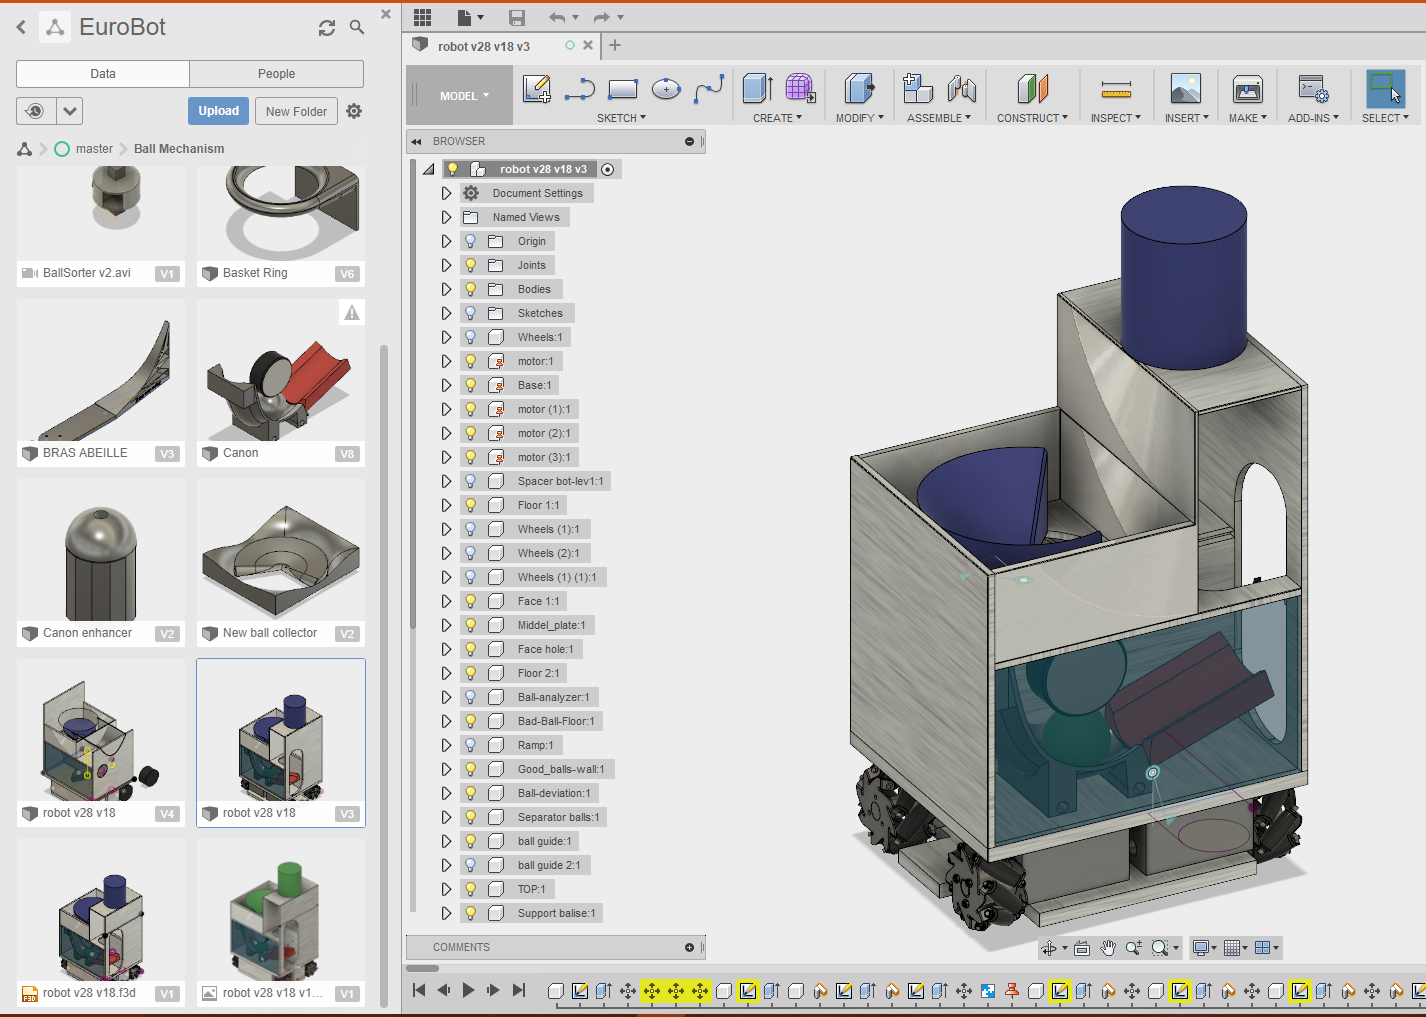 EuroBot
Data
People
Upload
New Folder
master
Ball Mechanism
BallSorter v2.avi
V1
Basket Ring
V6
BRAS ABEILLE
V3
Canon
V8
Canon enhancer
V2
New ball collector
V2
robot v28 v18
V4
robot v28 v18
V3
F3D
robot v28 v18.f3d
V1
robot v28 v18 v1...
V1
robot v28 v18 v3
MODEL
SKETCH
CREATE
MODIFY
ASSEMBLE
CONSTRUCT
INSPECT
INSERT
MAKE
ADD-INS
SELECT
BROWSER
robot v28 v18 v3
Document Settings
Named Views
Origin
Joints
Bodies
Sketches
Wheels:1
motor:1
Base:1
motor (1):1
motor (2):1
motor (3):1
Spacer bot-lev1:1
Floor 1:1
Wheels (1):1
Wheels (2):1
Wheels (1) (1):1
Face 1:1
Middel_plate:1
Face hole:1
Floor 2:1
Ball-analyzer:1
Bad-Ball-Floor:1
Ramp:1
Good_balls-wall:1
Ball-deviation:1
Separator balls:1
ball guide:1
ball guide 2:1
TOP:1
Support balise:1
COMMENTS